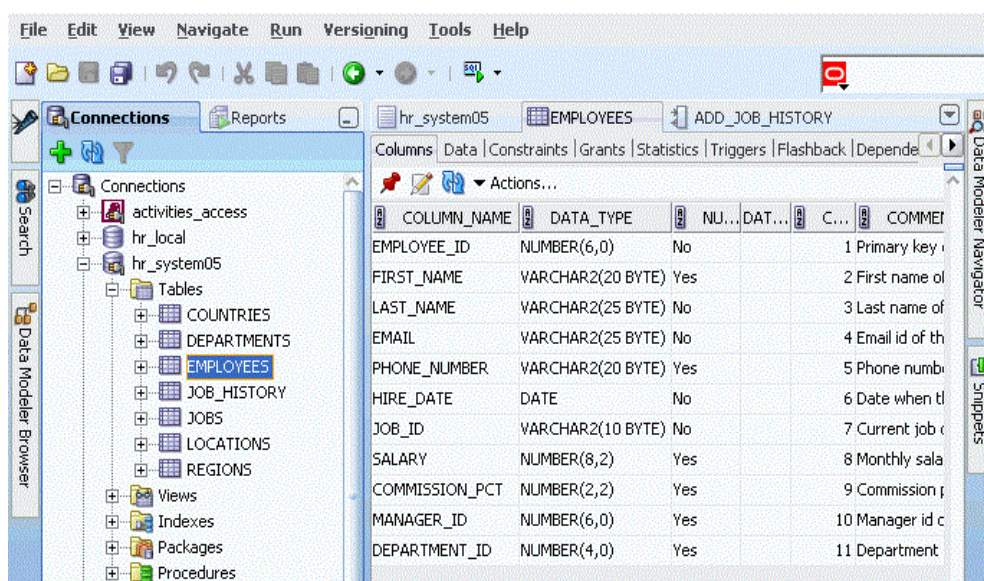 File Edit View Navigate Run Versioning Tools Help
SQL
Connections
Reports
Connections
activities_access
hr_local
hr_system05
Tables
COUNTRIES
DEPARTMENTS
EMPLOYEES
JOB_HISTORY
JOBS
LOCATIONS
REGIONS
Views
Indexes
Packages
Procedures
Search
Data Modeler Browser
hr_system05 EMPLOYEES ADD_JOB_HISTORY
Columns Data Constraints Grants Statistics Triggers Flashback Depende
Actions...
COLUMN_NAME DATA_TYPE NU... DAT... C... COMMEN
EMPLOYEE_ID NUMBER(6,0) No 1 Primary key
FIRST_NAME VARCHAR2(20 BYTE) Yes 2 First name of
LAST_NAME VARCHAR2(25 BYTE) No 3 Last name of
EMAIL VARCHAR2(25 BYTE) No 4 Email id of th
PHONE_NUMBER VARCHAR2(20 BYTE) Yes 5 Phone numb
HIRE_DATE DATE No 6 Date when t
JOB_ID VARCHAR2(10 BYTE) No 7 Current job
SALARY NUMBER(8,2) Yes 8 Monthly sala
COMMISSION_PCT NUMBER(2,2) Yes 9 Commission
MANAGER_ID NUMBER(6,0) Yes 10 Manager id
DEPARTMENT_ID NUMBER(4,0) Yes 11 Department
Data Modeler Navigator
Snippets